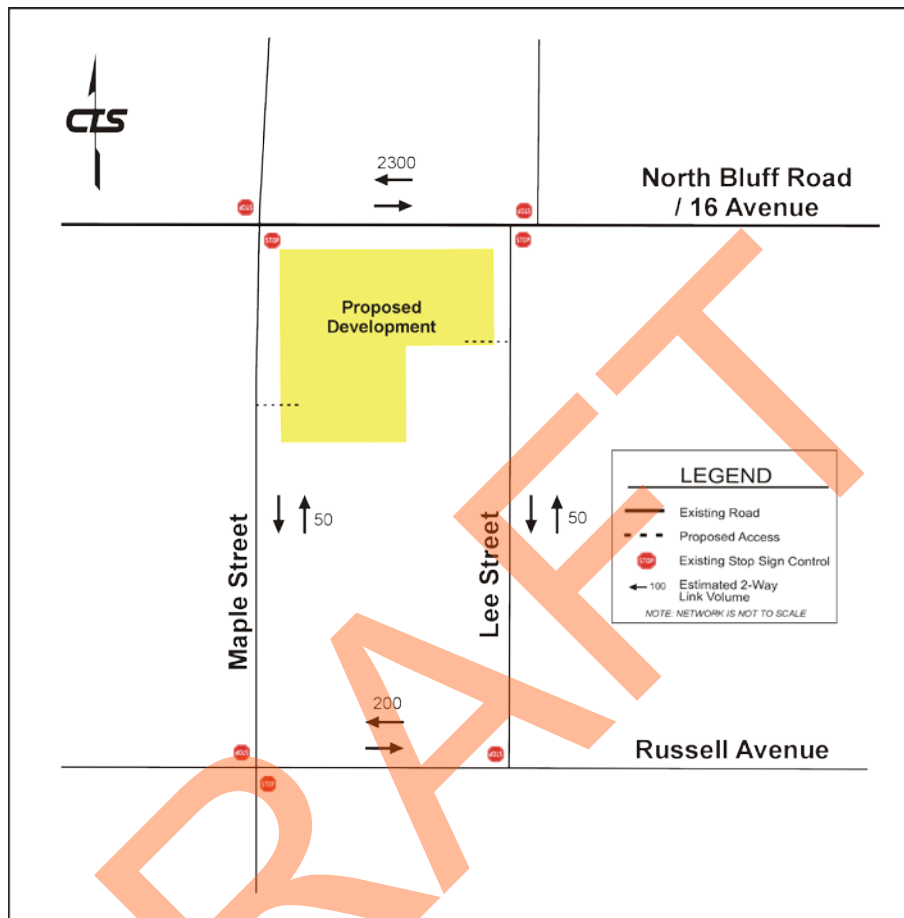 CTS
2300
North Bluff Road
/ 16 Avenue
STOP
STOP
STOP
STOP
Proposed
Development
50
50
Maple Street
Lee Street
LEGEND
Existing Road
Proposed Access
STOP
Existing Stop Sign Control
100
Estimated 2-Way
Link Volume
NOTE: NETWORK IS NOT TO SCALE
200
Russell Avenue
STOP
STOP
STOP
RAFT